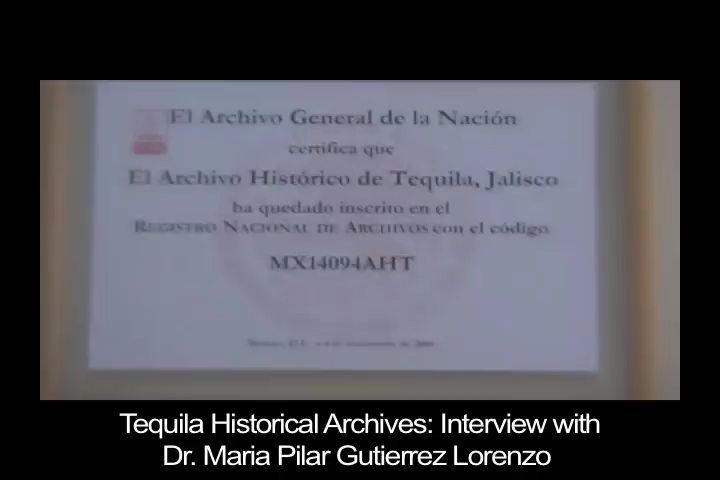 El Archivo General de la Nación
certifica que
El Archivo Histórico de Tequila, Jalisco
ha quedado inscrito en el
REGISTRO NACIONAL DE ARCHIVOS con el código
MX14094AHT
Tequila Historical Archives: Interview with
Dr. Maria Pilar Gutierrez Lorenzo